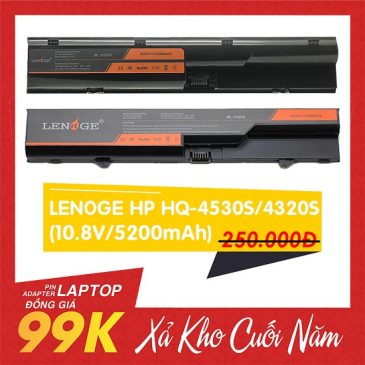 LENOGE
LENOGE HP HQ-4530S/4320S
(10.8V/5200mAh) 250.000Đ
PIN
ADAPTER LAPTOP
ĐỒNG GIÁ
99K
Xả Kho Cuối Năm